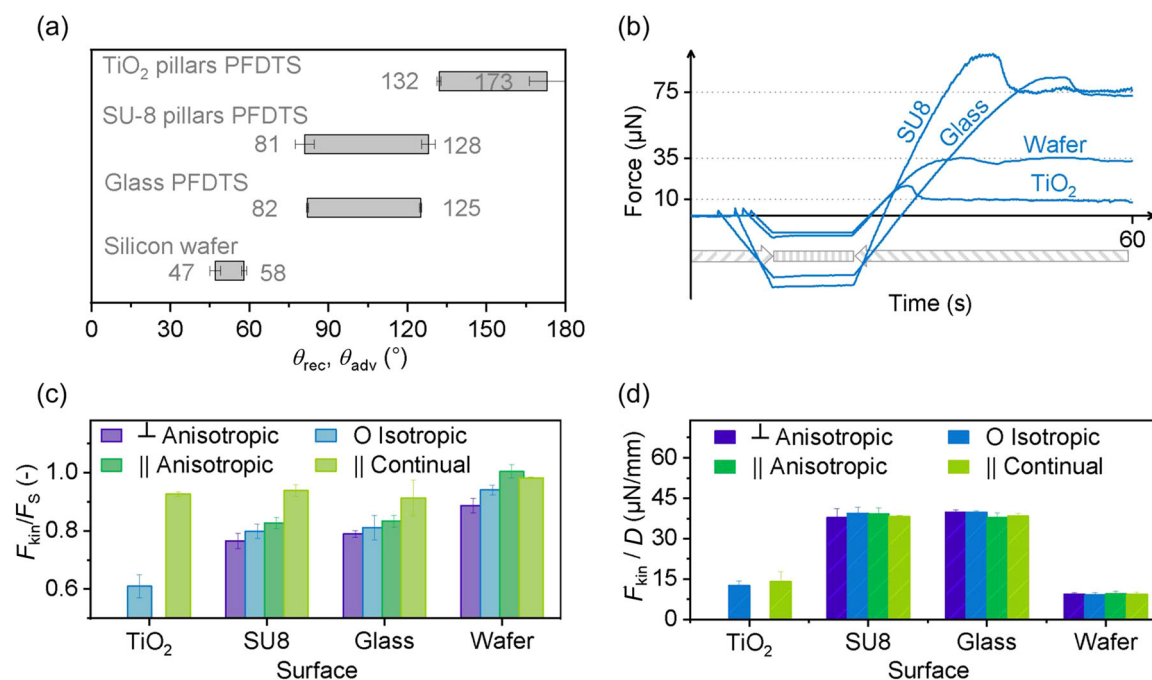 (a)
TiO₂ pillars PFDTS
132 173
SU-8 pillars PFDTS
81 128
Glass PFDTS
82 125
Silicon wafer
47 58
0 30 60 90 120 150 180
θrec, θadv (°)
(b)
Force (µN)
75
35
10
SU8
Glass
Wafer
TiO₂
60
Time (s)
(c)
⊥ Anisotropic O Isotropic
|| Anisotropic || Continual
Fkin/FS (-)
1.0
0.8
0.6
TiO₂ SU8 Glass Wafer
Surface
(d)
⊥ Anisotropic O Isotropic
|| Anisotropic || Continual
Fkin / D (µN/mm)
60
45
30
15
0
TiO₂ SU8 Glass Wafer
Surface